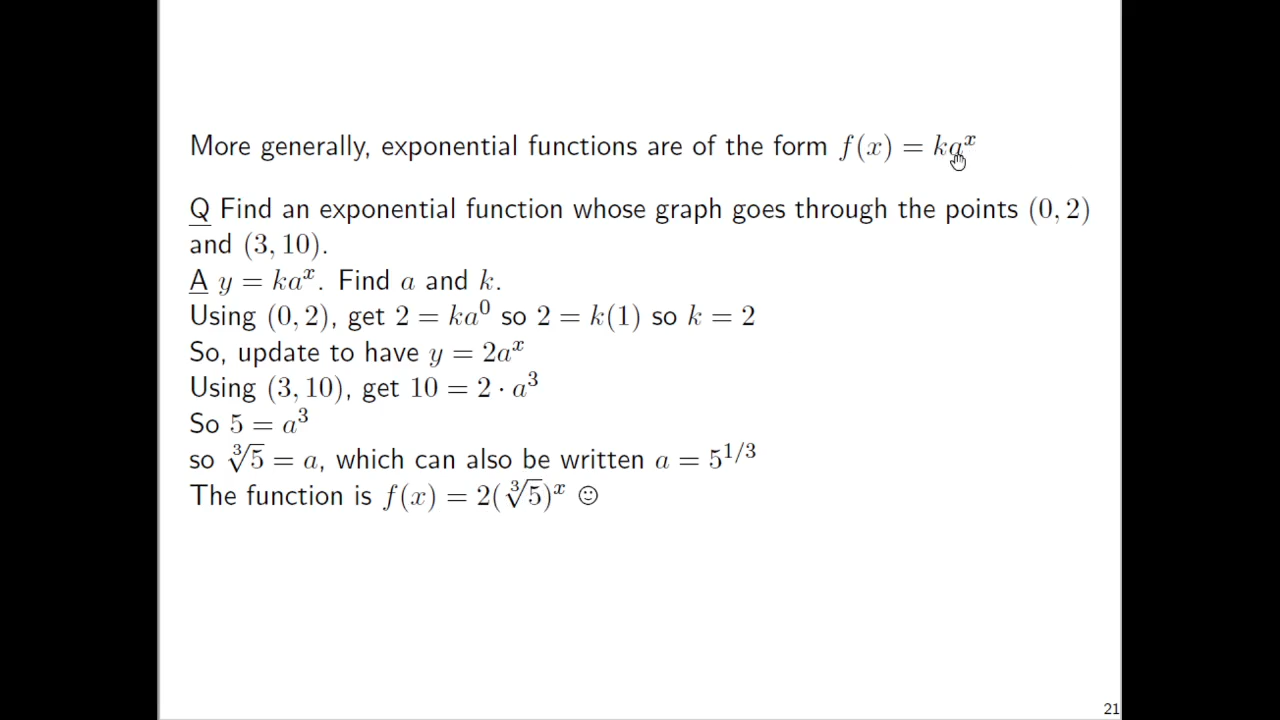 More generally, exponential functions are of the form f(x) = ka^x
Q Find an exponential function whose graph goes through the points (0, 2)
and (3, 10).
A y = ka^x. Find a and k.
Using (0, 2), get 2 = ka^0 so 2 = k(1) so k = 2
So, update to have y = 2a^x
Using (3, 10), get 10 = 2 · a^3
So 5 = a^3
so ∛5 = a, which can also be written a = 5^{1/3}
The function is f(x) = 2(∛5)^x ☺
21